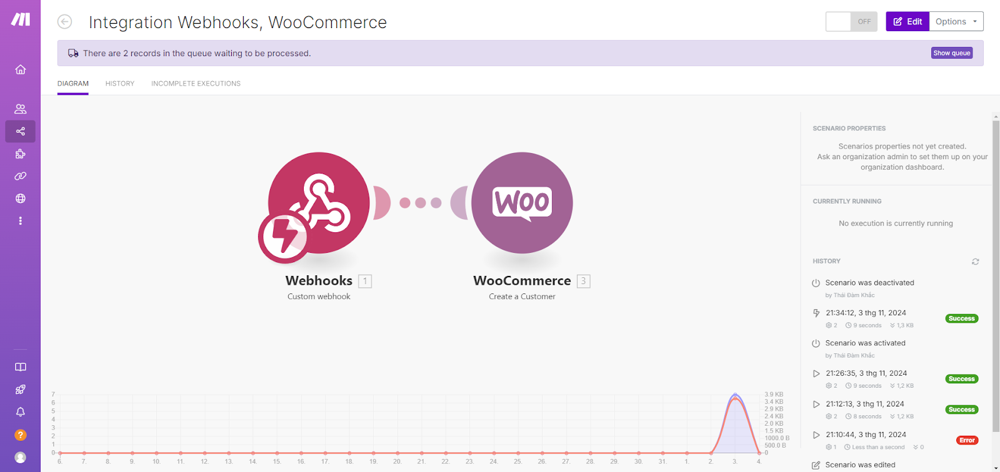 Integration Webhooks, WooCommerce
OFF
Edit
Options
There are 2 records in the queue waiting to be processed.
Show queue
DIAGRAM
HISTORY
INCOMPLETE EXECUTIONS
WOO
Webhooks 1
Custom webhook
WooCommerce 3
Create a Customer
SCENARIO PROPERTIES
Scenarios properties not yet created.
Ask an organization admin to set them up on your
organization dashboard.
CURRENTLY RUNNING
No execution is currently running
HISTORY
Scenario was deactivated
by Thái Đàm Khắc
21:34:12, 3 thg 11, 2024
Success
2 9 seconds 1,3 KB
Scenario was activated
by Thái Đàm Khắc
21:26:35, 3 thg 11, 2024
Success
2 9 seconds 1,2 KB
21:12:13, 3 thg 11, 2024
Success
2 8 seconds 1,2 KB
21:10:44, 3 thg 11, 2024
Error
1 Less than a second 0
Scenario was edited
7
6
5
4
3
2
1
0
3.9 KB
3.4 KB
2.9 KB
2.4 KB
2.0 KB
1.5 KB
1000.0 B
500.0 B
0
6. 7. 8. 9. 10. 11. 12. 13. 14. 15. 16. 17. 18. 19. 20. 21. 22. 23. 24. 25. 26. 27. 28. 29. 30. 31. 1. 2. 3. 4.
?